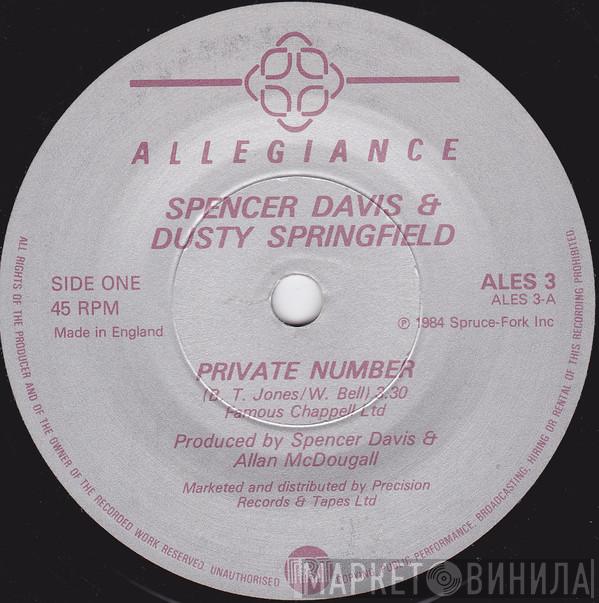 ALLEGIANCE
SPENCER DAVIS &
DUSTY SPRINGFIELD
SIDE ONE
45 RPM
Made in England
ALES 3
ALES 3-A
℗ 1984 Spruce-Fork Inc
PRIVATE NUMBER
(B. T. Jones/W. Bell) 3:30
Famous Chappell Ltd
Produced by Spencer Davis &
Allan McDougall
Marketed and distributed by Precision
Records & Tapes Ltd
ALL RIGHTS OF THE PRODUCER AND OF THE OWNER OF THE RECORDED WORK RESERVED. UNAUTHORISED COPYING, PUBLIC PERFORMANCE, BROADCASTING, HIRING OR RENTAL OF THIS RECORDING PROHIBITED.
МАРКЕТ ВИНИЛА